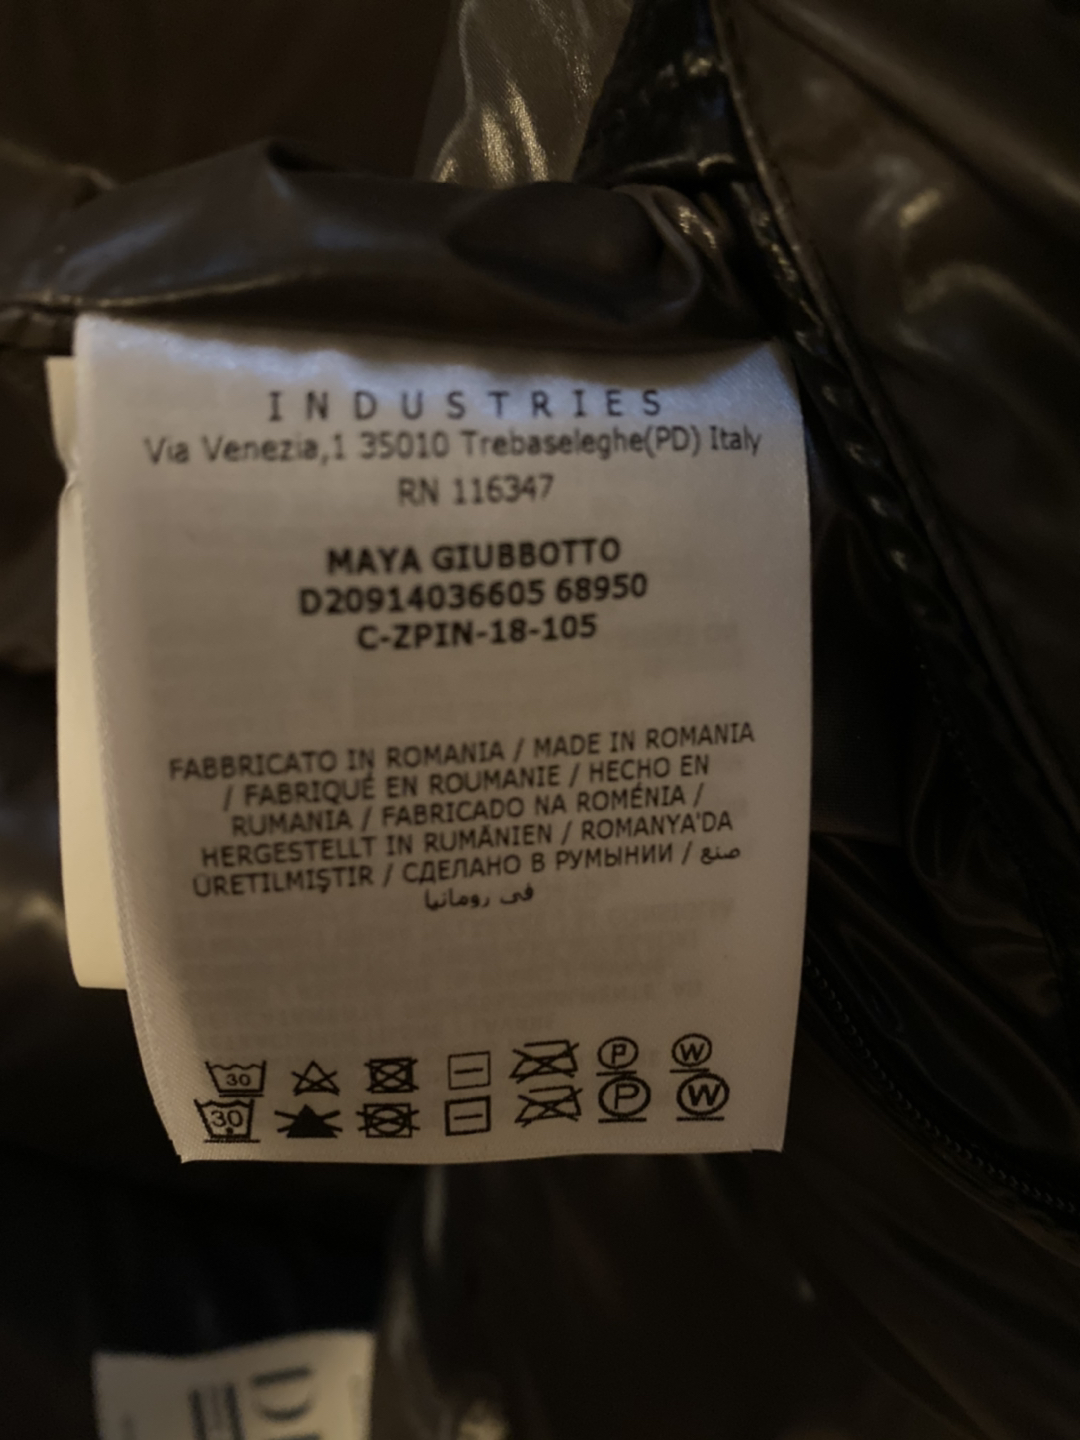 INDUSTRIES
Via Venezia,1 35010 Trebaseleghe(PD) Italy
RN 116347
MAYA GIUBBOTTO
D20914036605 68950
C-ZPIN-18-105
FABBRICATO IN ROMANIA / MADE IN ROMANIA
/ FABRIQUÉ EN ROUMANIE / HECHO EN
RUMANIA / FABRICADO NA ROMÉNIA /
HERGESTELLT IN RUMÄNIEN / ROMANYA'DA
ÜRETILMIŞTIR / СДЕЛАНО В РУМЫНИИ / صنع
في رومانيا
30 P W
30 P W